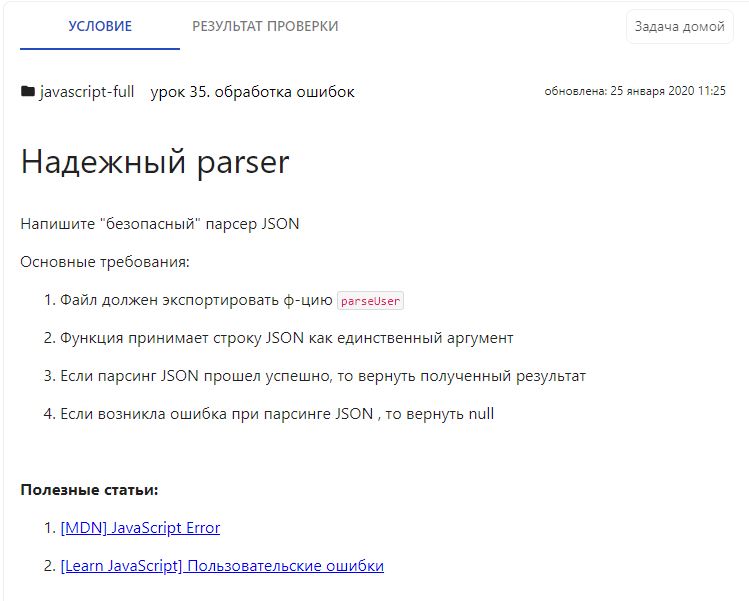 УСЛОВИЕ РЕЗУЛЬТАТ ПРОВЕРКИ Задача домой
javascript-full урок 35. обработка ошибок обновлена: 25 января 2020 11:25
Надежный parser
Напишите "безопасный" парсер JSON
Основные требования:
1. Файл должен экспортировать ф-цию parseUser
2. Функция принимает строку JSON как единственный аргумент
3. Если парсинг JSON прошел успешно, то вернуть полученный результат
4. Если возникла ошибка при парсинге JSON , то вернуть null
Полезные статьи:
1. [MDN] JavaScript Error
2. [Learn JavaScript] Пользовательские ошибки